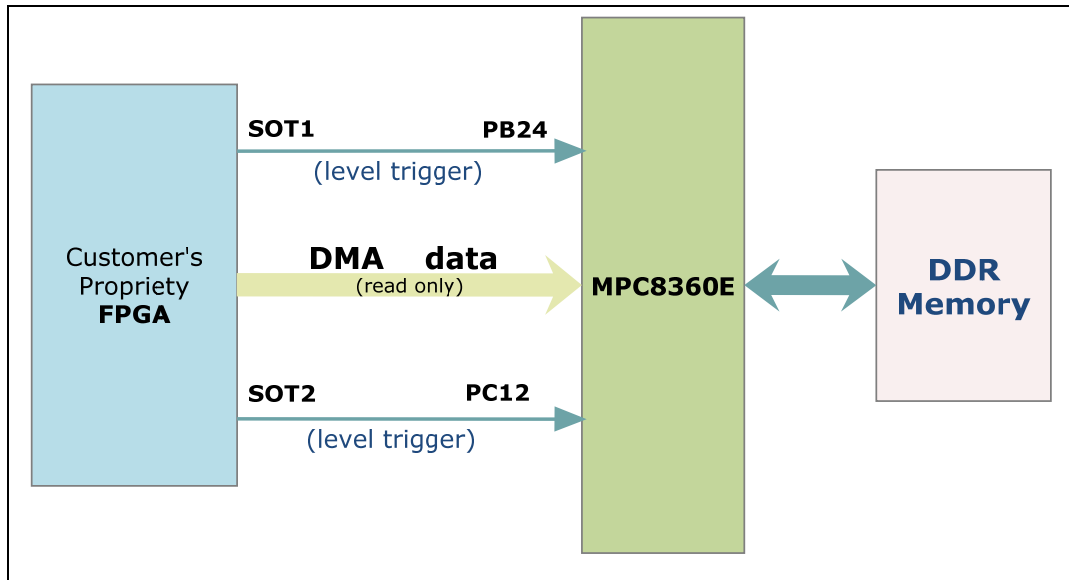 SOT1 PB24
(level trigger)
Customer's
Propriety
FPGA
DMA data
(read only)
MPC8360E
DDR
Memory
SOT2 PC12
(level trigger)